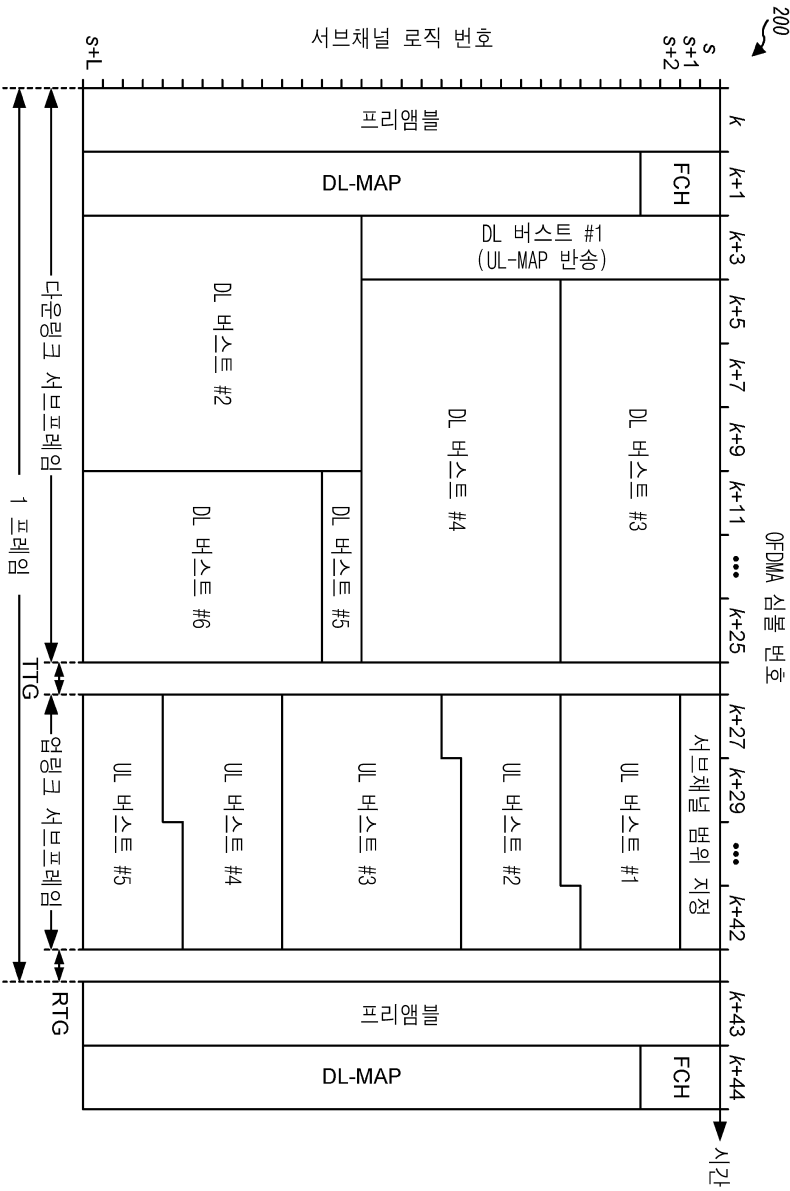 200
OFDMA 심볼 번호
시간
k
k+1
k+3
k+5
k+7
k+9
k+11
•••
k+25
k+27
k+29
•••
k+42
k+43
k+44
서브채널 로직 번호
s
s+1
s+2
s+L
프리앰블
FCH
DL-MAP
DL 버스트 #1
(UL-MAP 반송)
DL 버스트 #2
DL 버스트 #3
DL 버스트 #4
DL 버스트 #5
DL 버스트 #6
서브채널 범위 지정
UL 버스트 #1
UL 버스트 #2
UL 버스트 #3
UL 버스트 #4
UL 버스트 #5
프리앰블
FCH
DL-MAP
다운링크 서브프레임
TTG
업링크 서브프레임
RTG
1 프레임